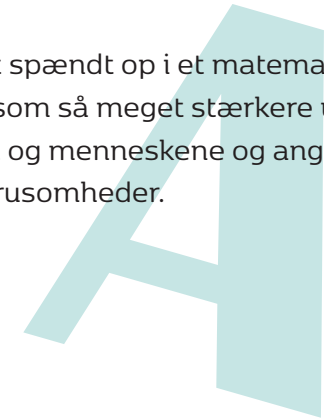 spændt op i et matema
som så meget stærkere
og menneskene og ang
rusomheder.
A